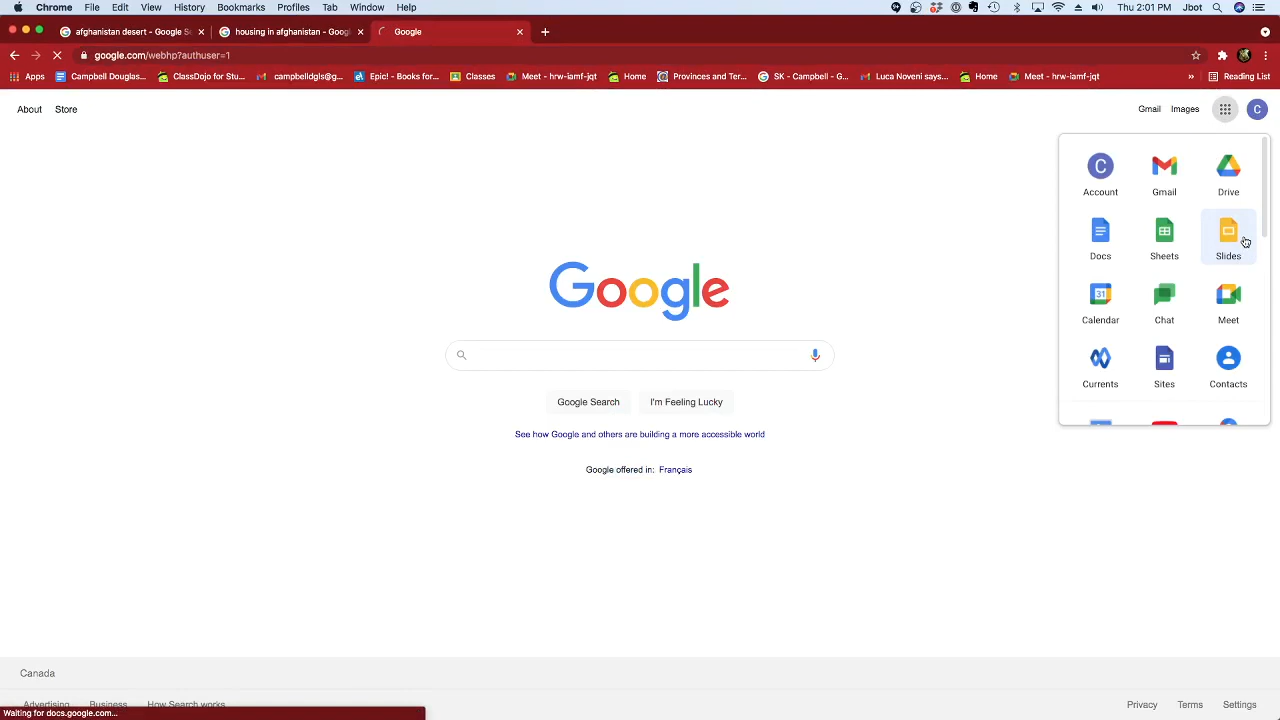 Chrome File Edit View History Bookmarks Profiles Tab Window Help Thu 2:01 PM Jbot
afghanistan desert - Google Se housing in afghanistan - Googl Google
google.com/webhp?authuser=1
Apps Campbell Douglas... ClassDojo for Stu... campbelldgls@g... Epic! - Books for... Classes Meet - hrw-iamf-jqt Home Provinces and Ter... SK - Campbell - G... Luca Noveni says... Home Meet - hrw-iamf-jqt » Reading List
About Store Gmail Images C
C
Account Gmail Drive
Docs Sheets Slides
31
Calendar Chat Meet
Currents Sites Contacts
Google
Google Search I'm Feeling Lucky
See how Google and others are building a more accessible world
Google offered in: Français
Canada
Advertising Business How Search works Privacy Terms Settings
Waiting for docs.google.com...